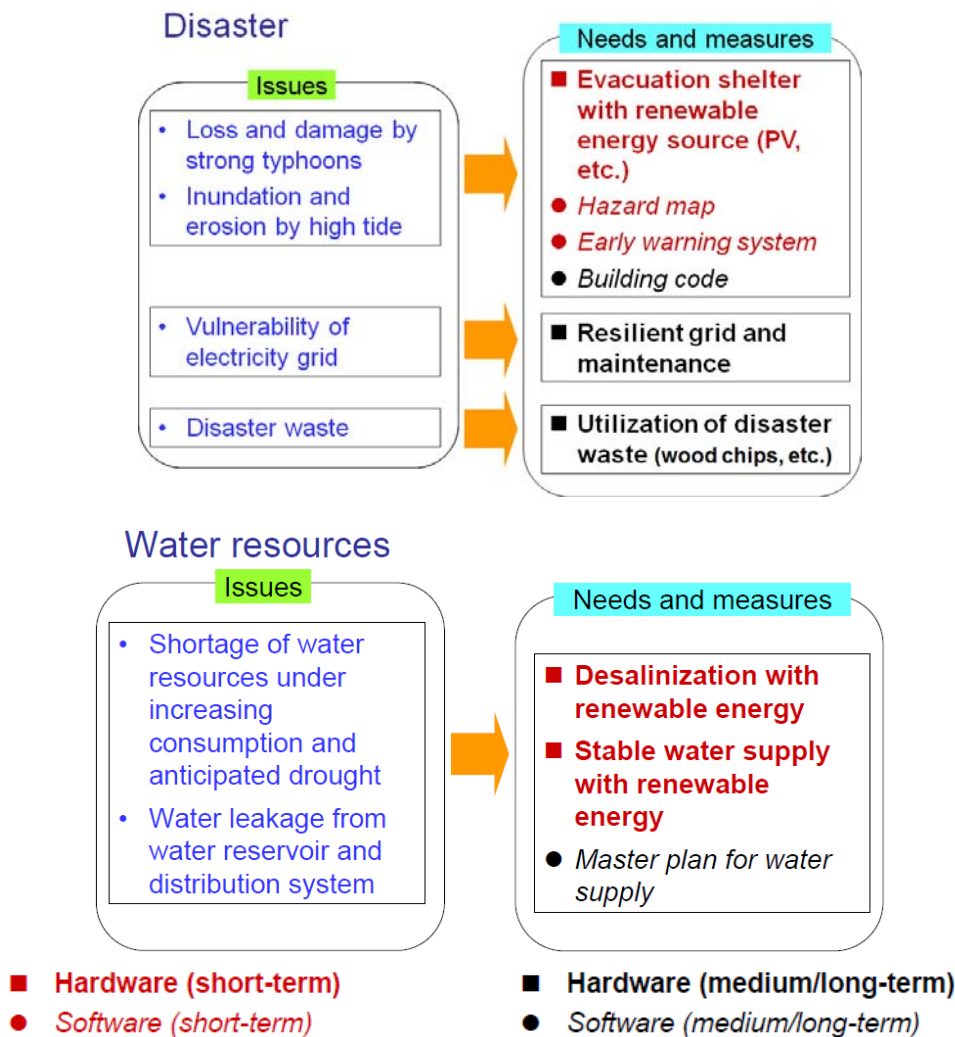 Disaster
Issues
• Loss and damage by
strong typhoons
• Inundation and
erosion by high tide
• Vulnerability of
electricity grid
• Disaster waste
Needs and measures
■ Evacuation shelter
with renewable
energy source (PV,
etc.)
● Hazard map
● Early warning system
● Building code
■ Resilient grid and
maintenance
■ Utilization of disaster
waste (wood chips, etc.)
Water resources
Issues
• Shortage of water
resources under
increasing
consumption and
anticipated drought
• Water leakage from
water reservoir and
distribution system
Needs and measures
■ Desalinization with
renewable energy
■ Stable water supply
with renewable
energy
● Master plan for water
supply
■ Hardware (short-term)
● Software (short-term)
■ Hardware (medium/long-term)
● Software (medium/long-term)